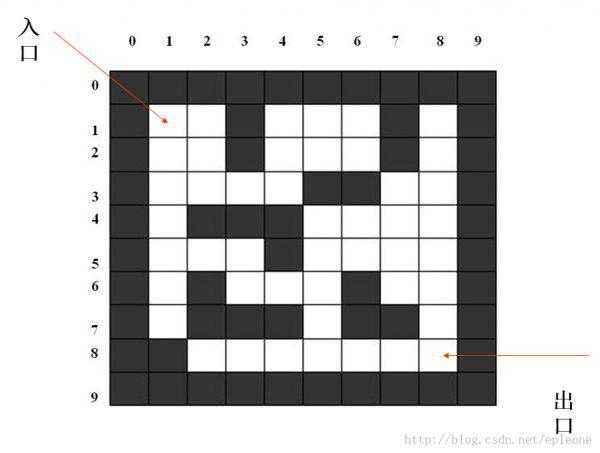 入口
0 1 2 3 4 5 6 7 8 9
0
1
2
3
4
5
6
7
8
9
出口
http://blog.csdn.net/epleone